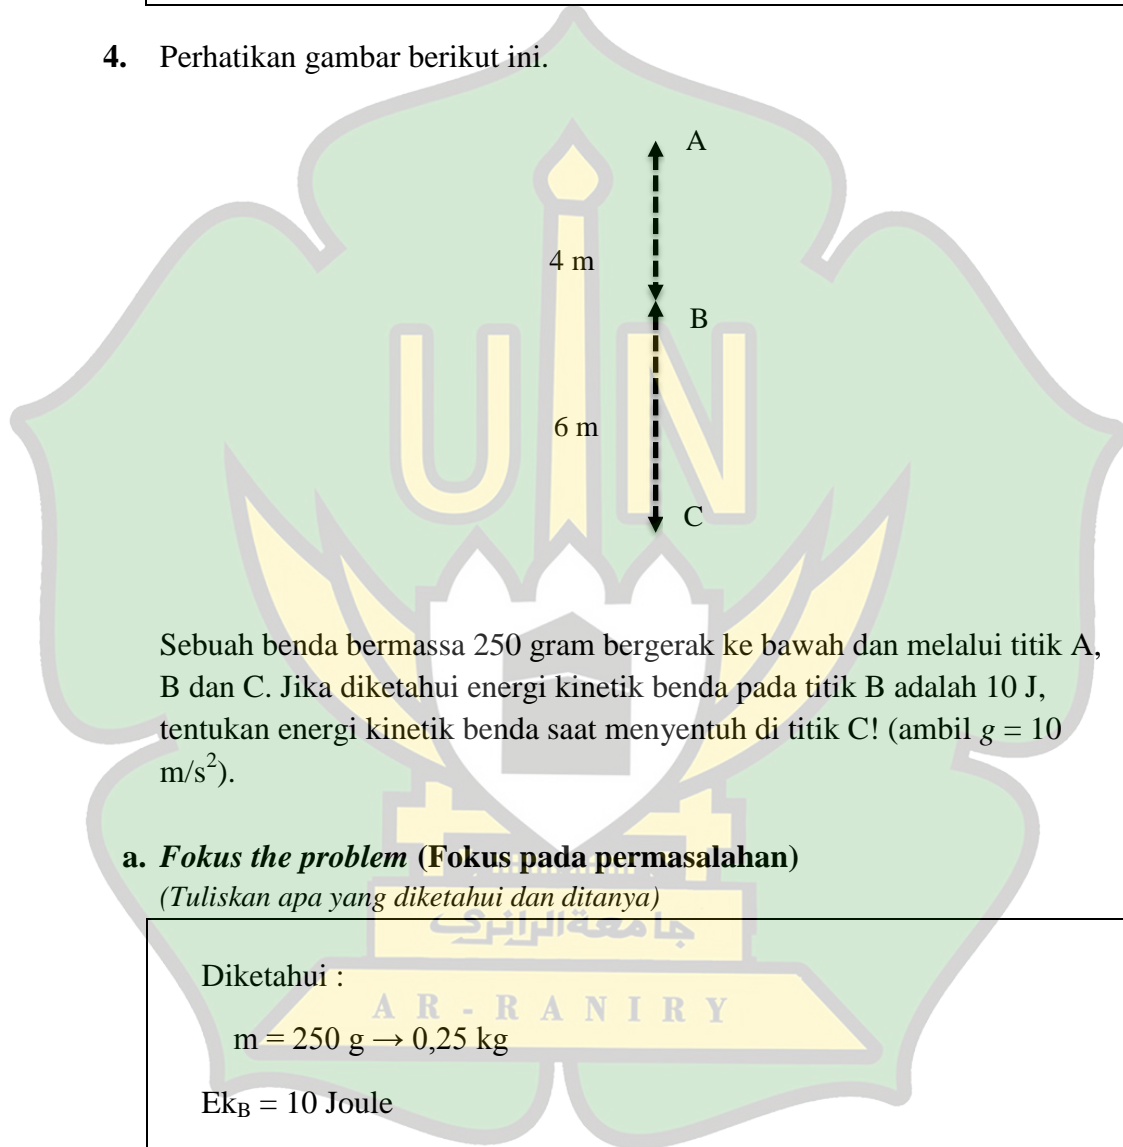 4. Perhatikan gambar berikut ini.
A
4 m
B
6 m
C
Sebuah benda bermassa 250 gram bergerak ke bawah dan melalui titik A,
B dan C. Jika diketahui energi kinetik benda pada titik B adalah 10 J,
tentukan energi kinetik benda saat menyentuh di titik C! (ambil g = 10
m/s²).
a. Fokus the problem (Fokus pada permasalahan)
(Tuliskan apa yang diketahui dan ditanya)
جامعة الرانري
Diketahui :
AR-RANIRY
m = 250 g → 0,25 kg
Ek_B = 10 Joule
UIN